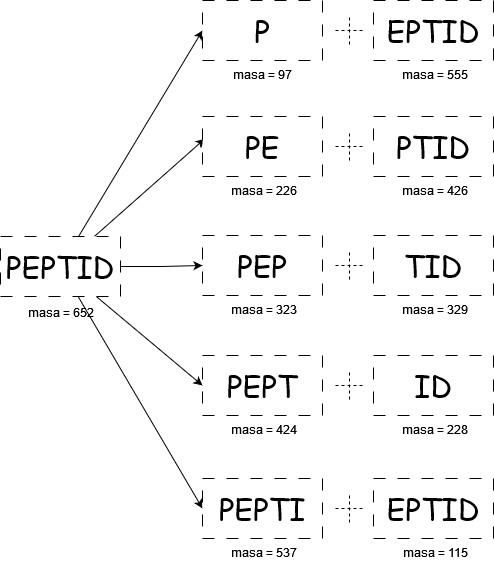 P EPTID
masa = 97 masa = 555
PE PTID
masa = 226 masa = 426
PEPTID PEP TID
masa = 652 masa = 323 masa = 329
PEPT ID
masa = 424 masa = 228
PEPTI EPTID
masa = 537 masa = 115